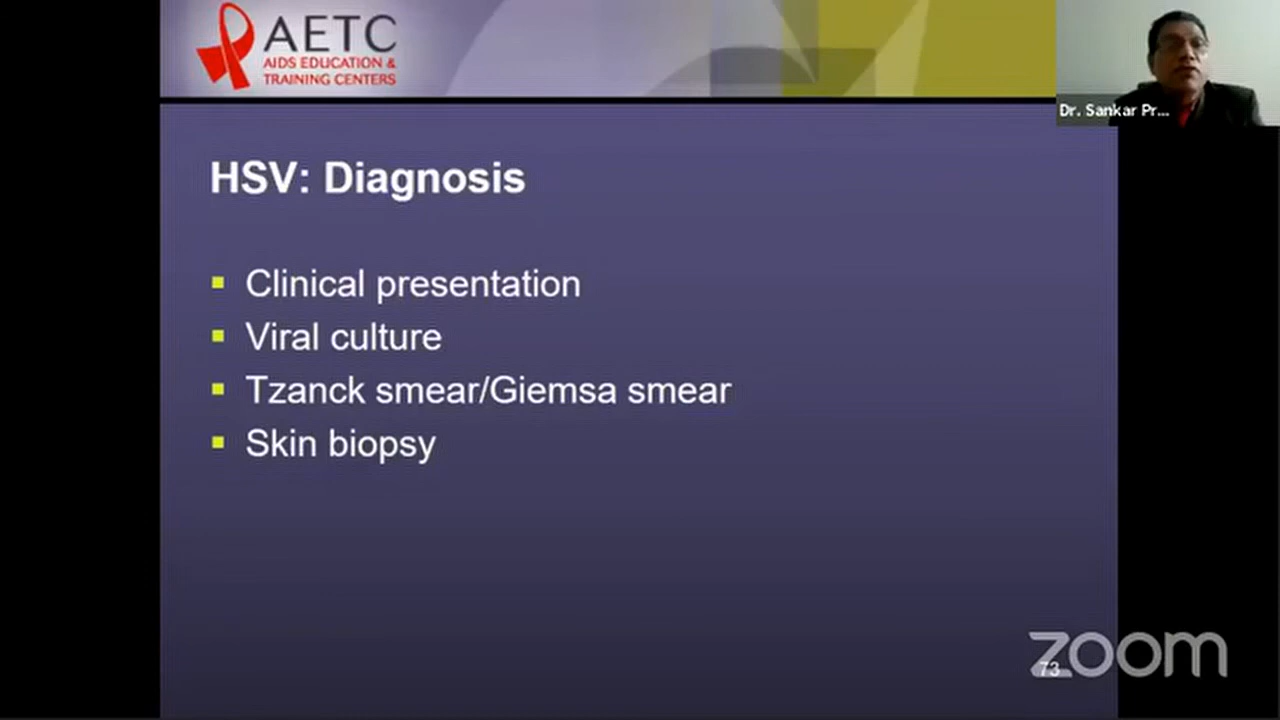 AETC
AIDS EDUCATION &
TRAINING CENTERS
Dr. Sankar Pr...
HSV: Diagnosis
Clinical presentation
Viral culture
Tzanck smear/Giemsa smear
Skin biopsy
73
zoom